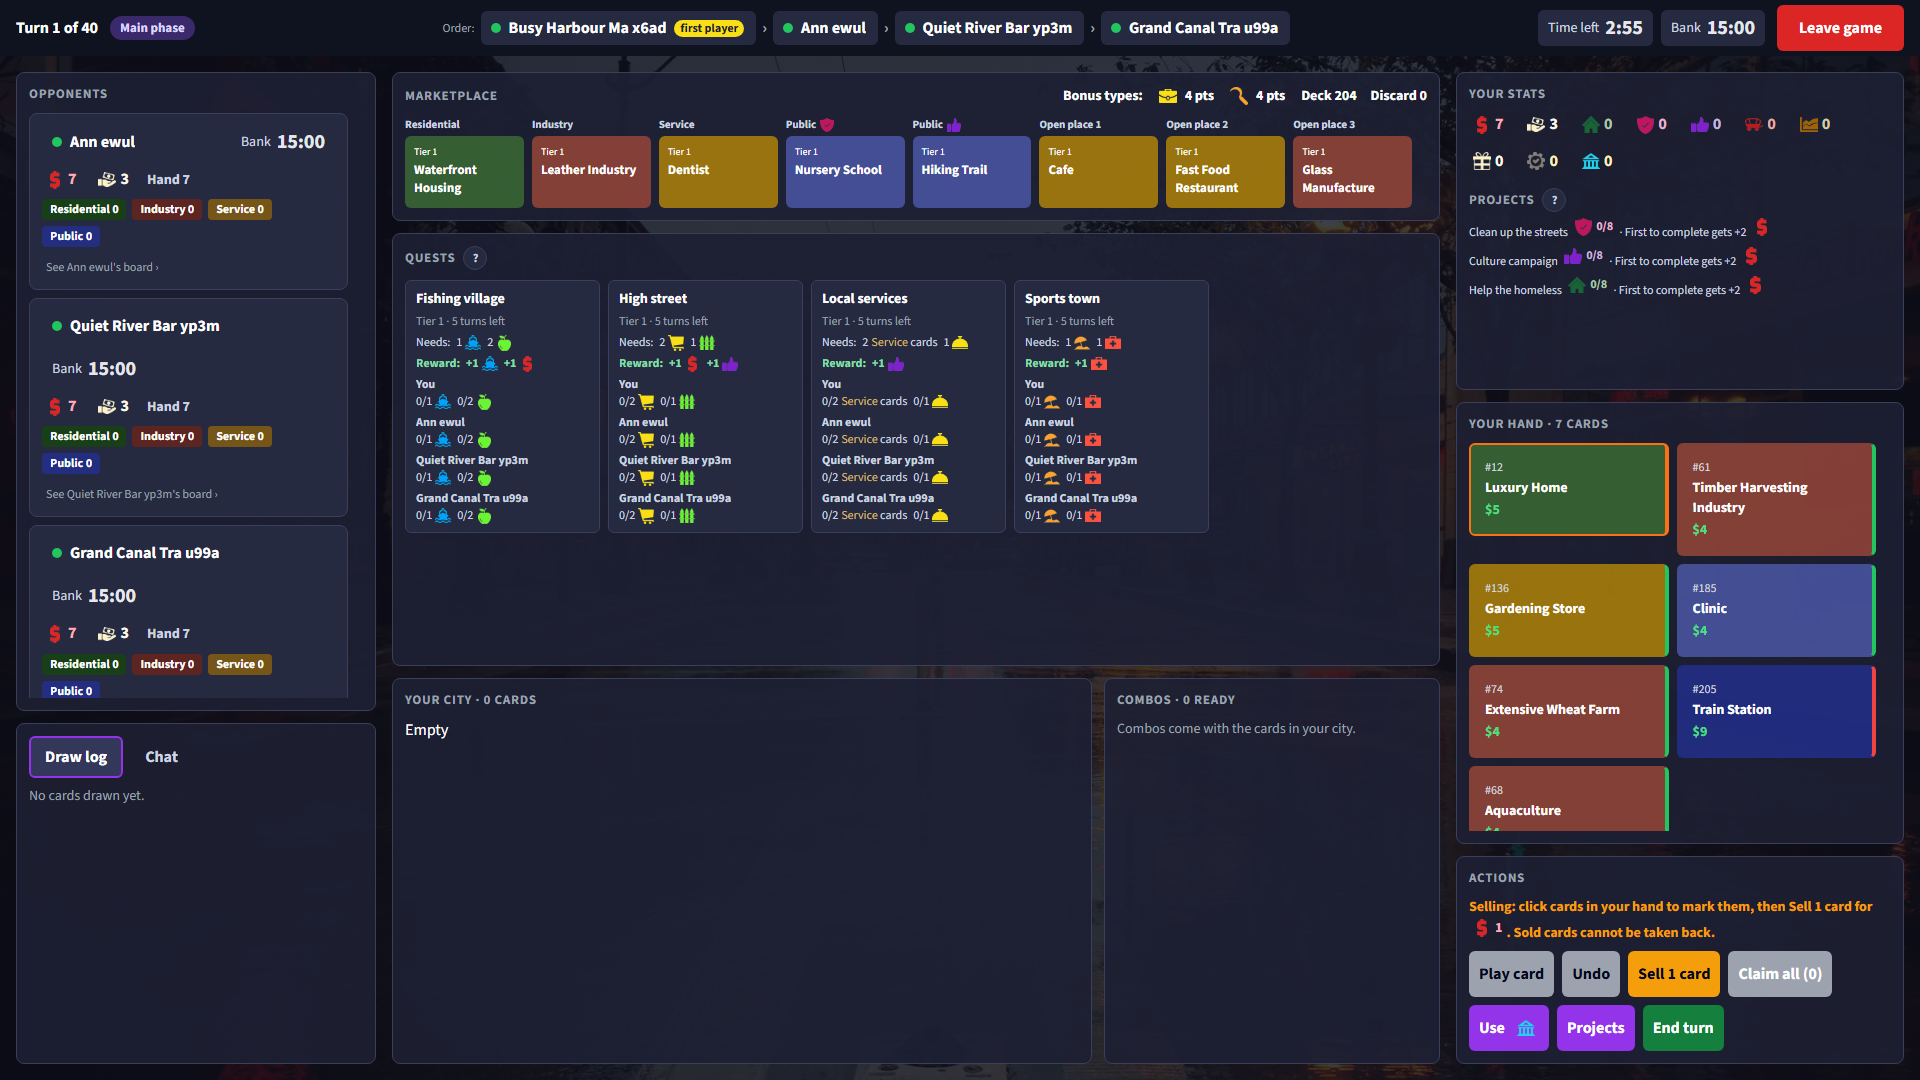 Turn 1 of 40 Main phase
Order: Busy Harbour Ma x6ad first player › Ann ewul › Quiet River Bar yp3m › Grand Canal Tra u99a
Time left 2:55 Bank 15:00 Leave game
OPPONENTS
Ann ewul Bank 15:00
7 3 Hand 7
Residential 0 Industry 0 Service 0
Public 0
See Ann ewul's board ›
Quiet River Bar yp3m
Bank 15:00
7 3 Hand 7
Residential 0 Industry 0 Service 0
Public 0
See Quiet River Bar yp3m's board ›
Grand Canal Tra u99a
Bank 15:00
7 3 Hand 7
Residential 0 Industry 0 Service 0
Public 0
Draw log Chat
No cards drawn yet.
MARKETPLACE
Bonus types: 4 pts 4 pts Deck 204 Discard 0
Residential
Tier 1
Waterfront
Housing
Industry
Tier 1
Leather Industry
Service
Tier 1
Dentist
Public
Tier 1
Nursery School
Public
Tier 1
Hiking Trail
Open place 1
Tier 1
Cafe
Open place 2
Tier 1
Fast Food
Restaurant
Open place 3
Tier 1
Glass
Manufacture
QUESTS ?
Fishing village
Tier 1 · 5 turns left
Needs: 1 2
Reward: +1 +1
You
0/1 0/2
Ann ewul
0/1 0/2
Quiet River Bar yp3m
0/1 0/2
Grand Canal Tra u99a
0/1 0/2
High street
Tier 1 · 5 turns left
Needs: 2 1
Reward: +1 +1
You
0/2 0/1
Ann ewul
0/2 0/1
Quiet River Bar yp3m
0/2 0/1
Grand Canal Tra u99a
0/2 0/1
Local services
Tier 1 · 5 turns left
Needs: 2 Service cards 1
Reward: +1
You
0/2 Service cards 0/1
Ann ewul
0/2 Service cards 0/1
Quiet River Bar yp3m
0/2 Service cards 0/1
Grand Canal Tra u99a
0/2 Service cards 0/1
Sports town
Tier 1 · 5 turns left
Needs: 1 1
Reward: +1
You
0/1 0/1
Ann ewul
0/1 0/1
Quiet River Bar yp3m
0/1 0/1
Grand Canal Tra u99a
0/1 0/1
YOUR CITY · 0 CARDS
Empty
COMBOS · 0 READY
Combos come with the cards in your city.
YOUR STATS
7 3 0 0 0 0 0
0 0 0
PROJECTS ?
Clean up the streets 0/8 · First to complete gets +2
Culture campaign 0/8 · First to complete gets +2
Help the homeless 0/8 · First to complete gets +2
YOUR HAND · 7 CARDS
#12
Luxury Home
$5
#61
Timber Harvesting
Industry
$4
#136
Gardening Store
$5
#185
Clinic
$4
#74
Extensive Wheat Farm
$4
#205
Train Station
$9
#68
Aquaculture
ACTIONS
Selling: click cards in your hand to mark them, then Sell 1 card for
1 . Sold cards cannot be taken back.
Play card Undo Sell 1 card Claim all (0)
Use Projects End turn